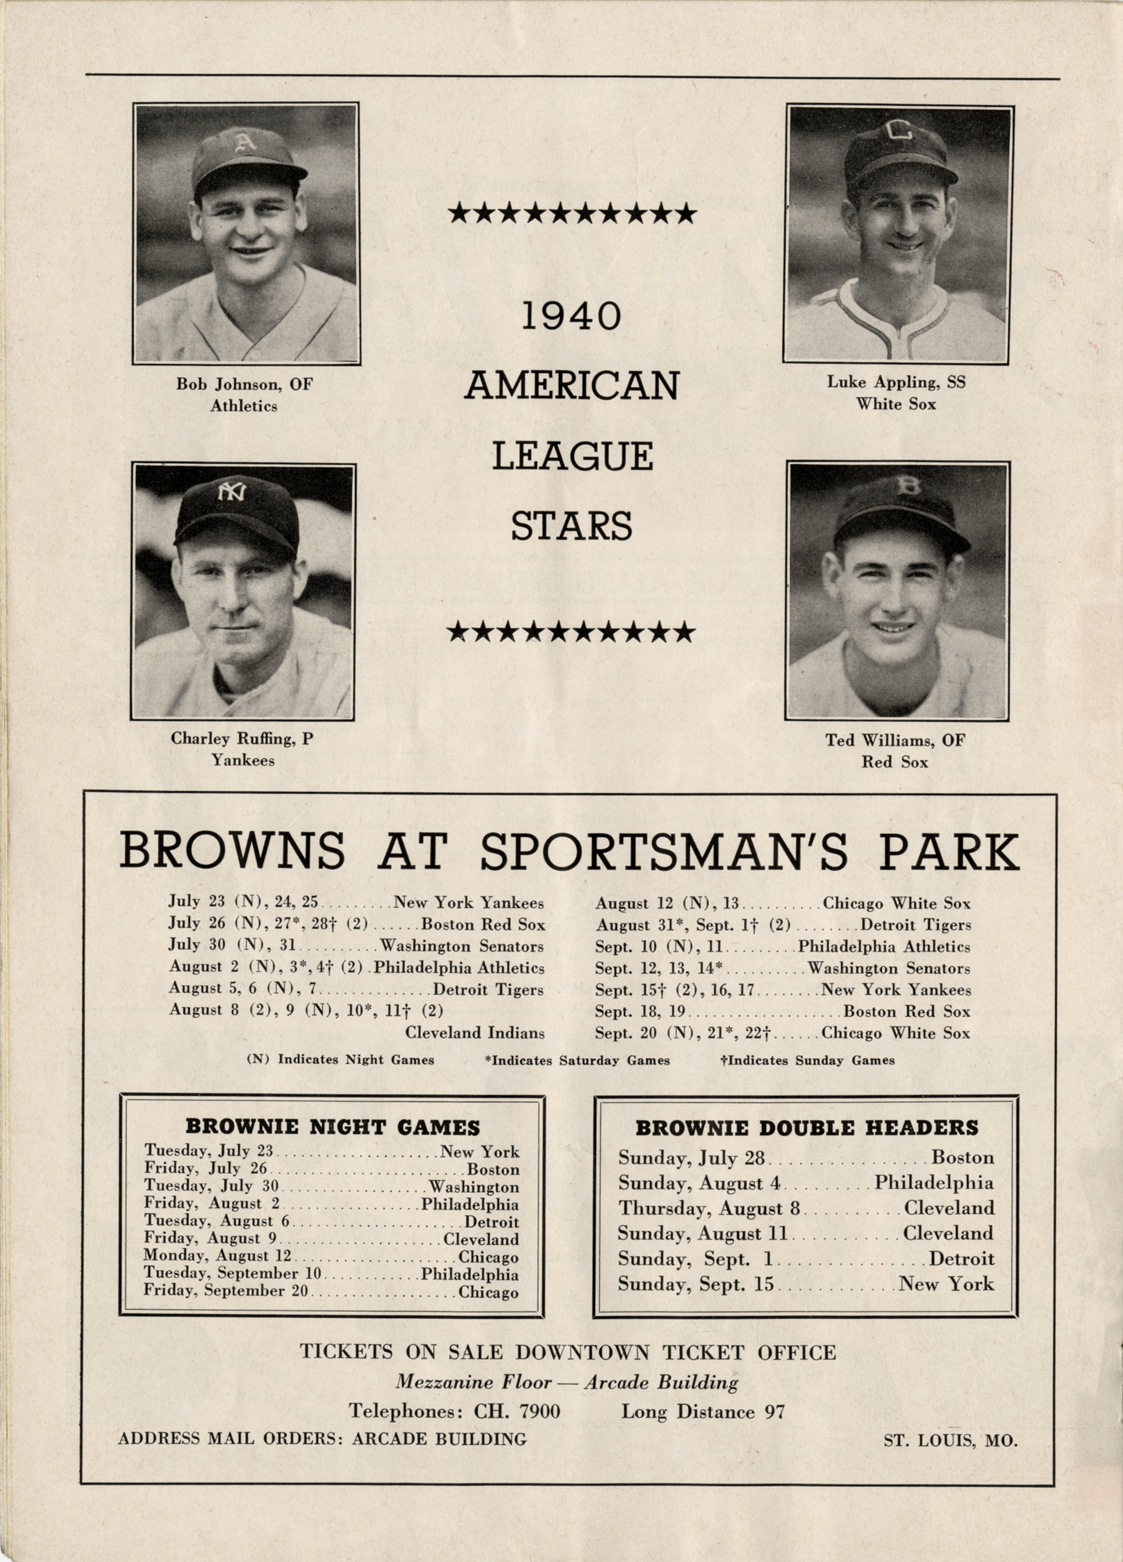 A
C
★★★★★★★★★★
1940
AMERICAN
LEAGUE
STARS
★★★★★★★★★★
Bob Johnson, OF
Athletics
Luke Appling, SS
White Sox
NY
B
Charley Ruffing, P
Yankees
Ted Williams, OF
Red Sox
BROWNS AT SPORTSMAN'S PARK
July 23 (N), 24, 25.........New York Yankees
July 26 (N), 27*, 28† (2)......Boston Red Sox
July 30 (N), 31..........Washington Senators
August 2 (N), 3*, 4† (2).Philadelphia Athletics
August 5, 6 (N), 7..............Detroit Tigers
August 8 (2), 9 (N), 10*, 11† (2)
Cleveland Indians
August 12 (N), 13..........Chicago White Sox
August 31*, Sept. 1† (2)........Detroit Tigers
Sept. 10 (N), 11.........Philadelphia Athletics
Sept. 12, 13, 14*..........Washington Senators
Sept. 15† (2), 16, 17........New York Yankees
Sept. 18, 19...................Boston Red Sox
Sept. 20 (N), 21*, 22†......Chicago White Sox
(N) Indicates Night Games *Indicates Saturday Games †Indicates Sunday Games
BROWNIE NIGHT GAMES
Tuesday, July 23....................New York
Friday, July 26........................Boston
Tuesday, July 30..................Washington
Friday, August 2.................Philadelphia
Tuesday, August 6.....................Detroit
Friday, August 9....................Cleveland
Monday, August 12....................Chicago
Tuesday, September 10............Philadelphia
Friday, September 20..................Chicago
BROWNIE DOUBLE HEADERS
Sunday, July 28.................Boston
Sunday, August 4..........Philadelphia
Thursday, August 8..........Cleveland
Sunday, August 11...........Cleveland
Sunday, Sept. 1................Detroit
Sunday, Sept. 15............New York
TICKETS ON SALE DOWNTOWN TICKET OFFICE
Mezzanine Floor — Arcade Building
Telephones: CH. 7900 Long Distance 97
ADDRESS MAIL ORDERS: ARCADE BUILDING ST. LOUIS, MO.